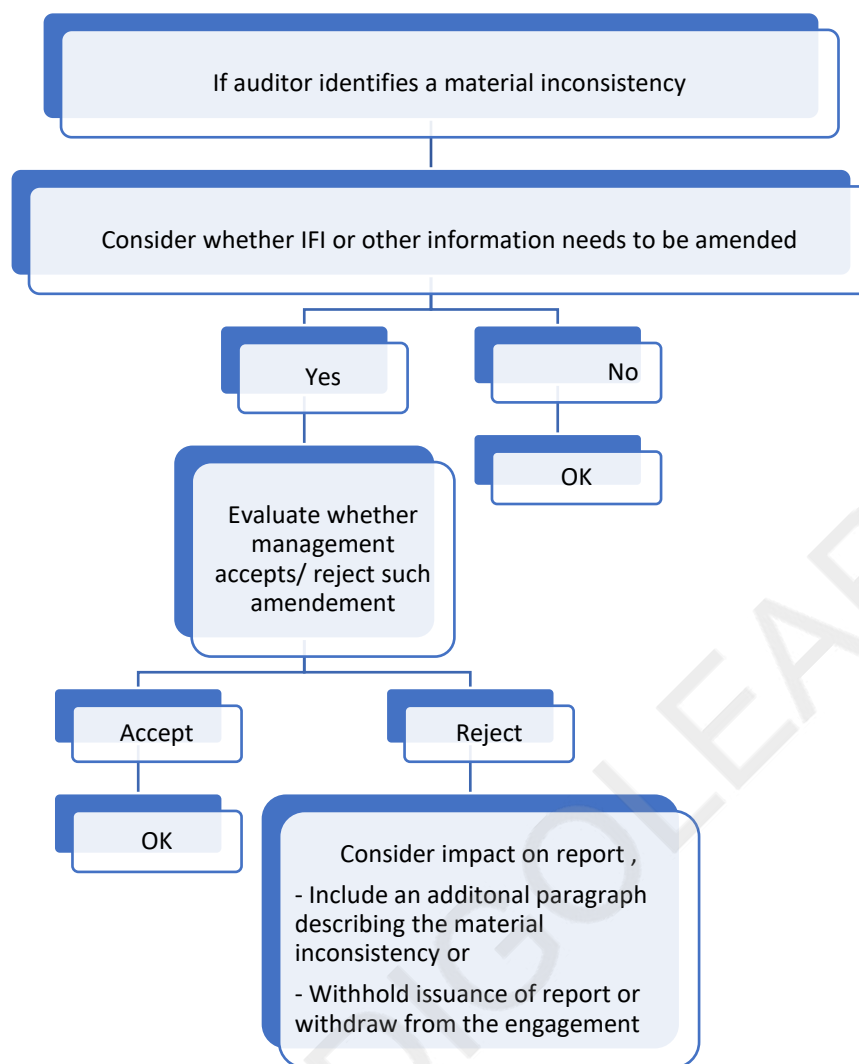 If auditor identifies a material inconsistency
Consider whether IFI or other information needs to be amended
Yes
No
OK
Evaluate whether
management
accepts/ reject such
amendement
Accept
Reject
OK
Consider impact on report ,
- Include an additonal paragraph
describing the material
inconsistency or
- Withhold issuance of report or
withdraw from the engagement